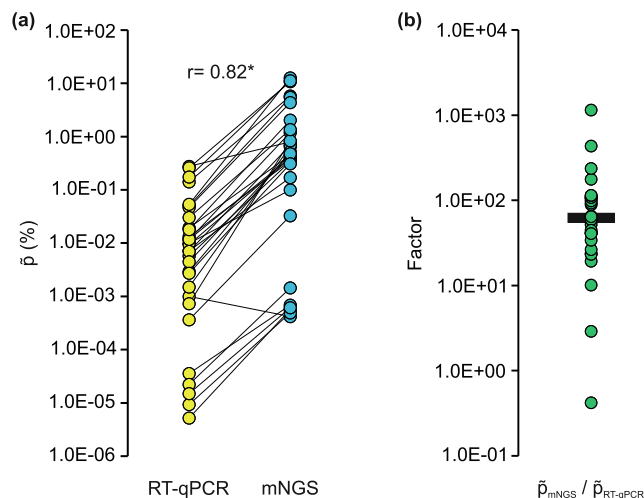 (a)
1.0E+02
1.0E+01
1.0E+00
1.0E-01
1.0E-02
1.0E-03
1.0E-04
1.0E-05
1.0E-06
p̃ (%)
r= 0.82*
RT-qPCR mNGS
(b)
1.0E+04
1.0E+03
1.0E+02
1.0E+01
1.0E+00
1.0E-01
Factor
p̃mNGS / p̃RT-qPCR